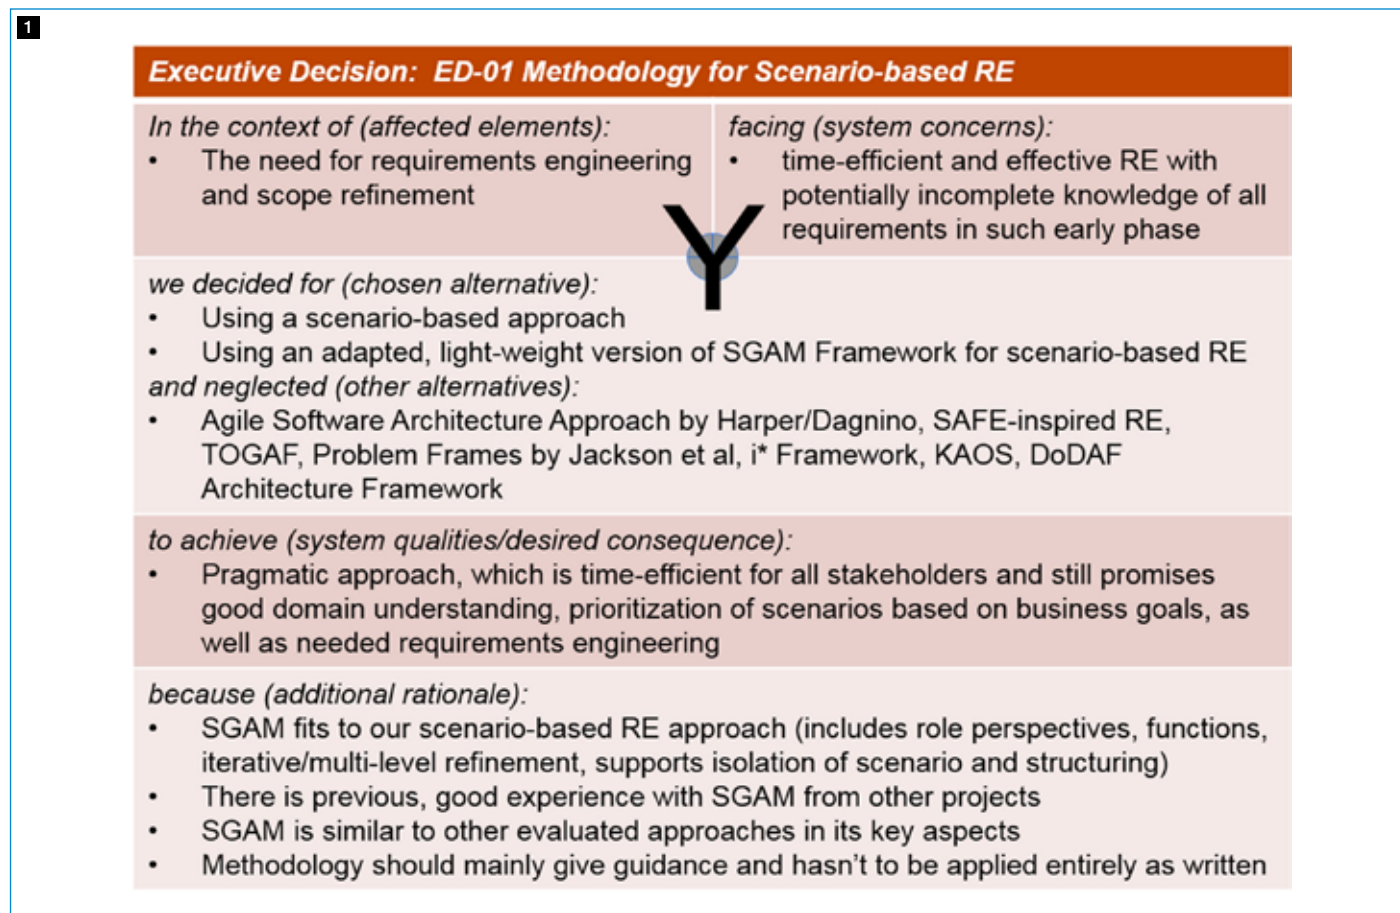 1
Executive Decision: ED-01 Methodology for Scenario-based RE
In the context of (affected elements):
• The need for requirements engineering
and scope refinement
facing (system concerns):
• time-efficient and effective RE with
potentially incomplete knowledge of all
requirements in such early phase
Y
we decided for (chosen alternative):
• Using a scenario-based approach
• Using an adapted, light-weight version of SGAM Framework for scenario-based RE
and neglected (other alternatives):
• Agile Software Architecture Approach by Harper/Dagnino, SAFE-inspired RE,
TOGAF, Problem Frames by Jackson et al, i* Framework, KAOS, DoDAF
Architecture Framework
to achieve (system qualities/desired consequence):
• Pragmatic approach, which is time-efficient for all stakeholders and still promises
good domain understanding, prioritization of scenarios based on business goals, as
well as needed requirements engineering
because (additional rationale):
• SGAM fits to our scenario-based RE approach (includes role perspectives, functions,
iterative/multi-level refinement, supports isolation of scenario and structuring)
• There is previous, good experience with SGAM from other projects
• SGAM is similar to other evaluated approaches in its key aspects
• Methodology should mainly give guidance and hasn't to be applied entirely as written